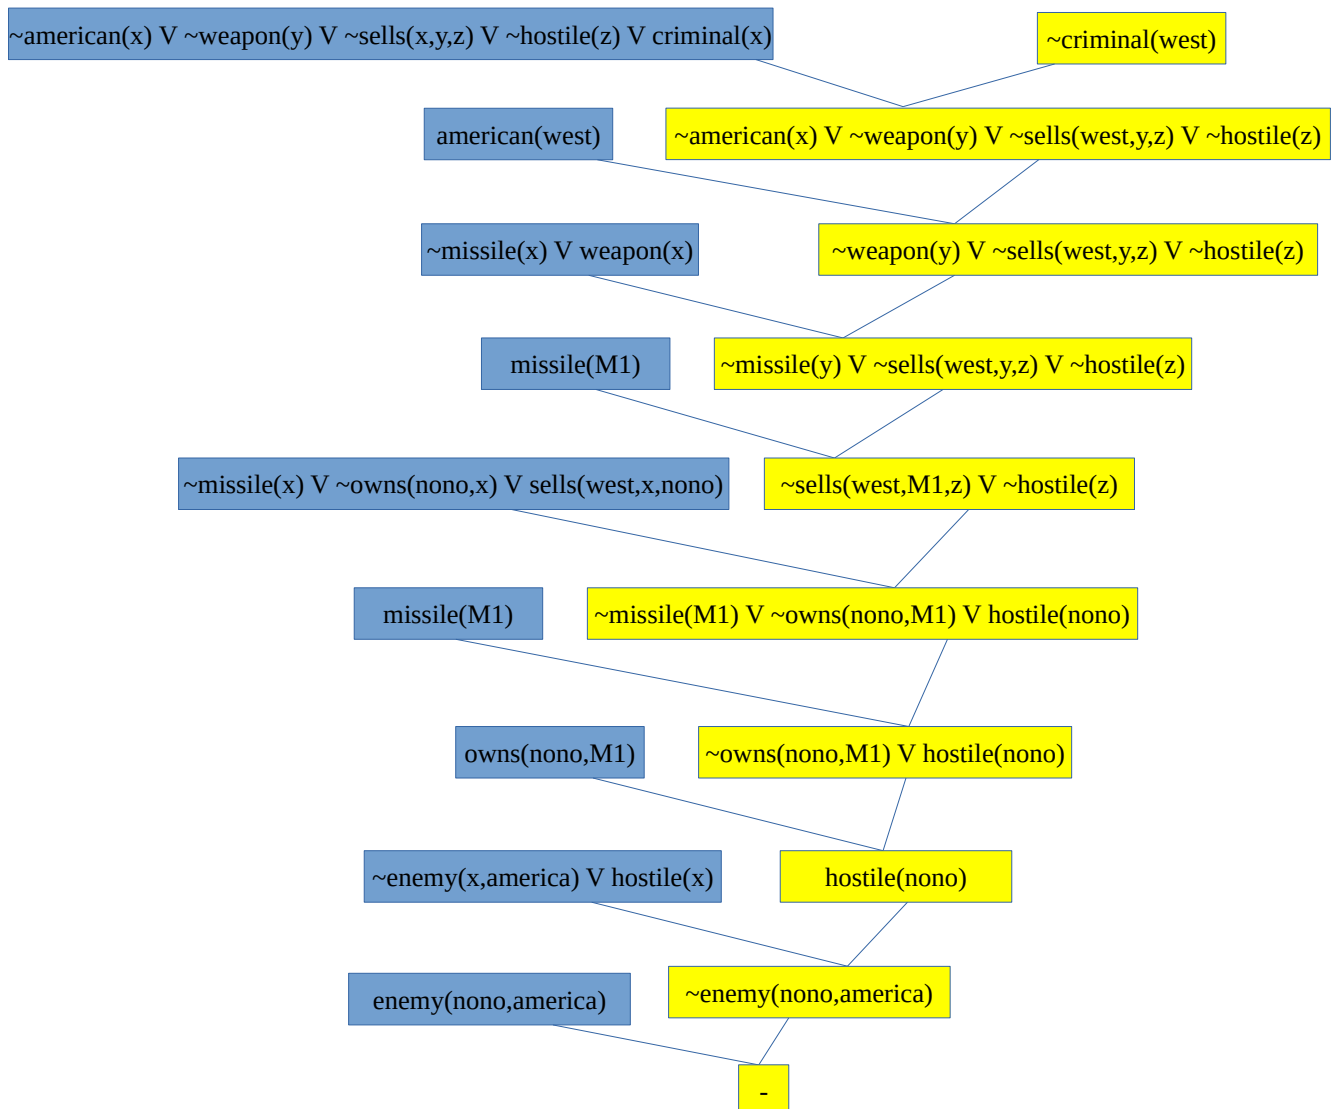 ~american(x) V ~weapon(y) V ~sells(x,y,z) V ~hostile(z) V criminal(x)
~criminal(west)
american(west)
~american(x) V ~weapon(y) V ~sells(west,y,z) V ~hostile(z)
~missile(x) V weapon(x)
~weapon(y) V ~sells(west,y,z) V ~hostile(z)
missile(M1)
~missile(y) V ~sells(west,y,z) V ~hostile(z)
~missile(x) V ~owns(nono,x) V sells(west,x,nono)
~sells(west,M1,z) V ~hostile(z)
missile(M1)
~missile(M1) V ~owns(nono,M1) V hostile(nono)
owns(nono,M1)
~owns(nono,M1) V hostile(nono)
~enemy(x,america) V hostile(x)
hostile(nono)
enemy(nono,america)
~enemy(nono,america)
-